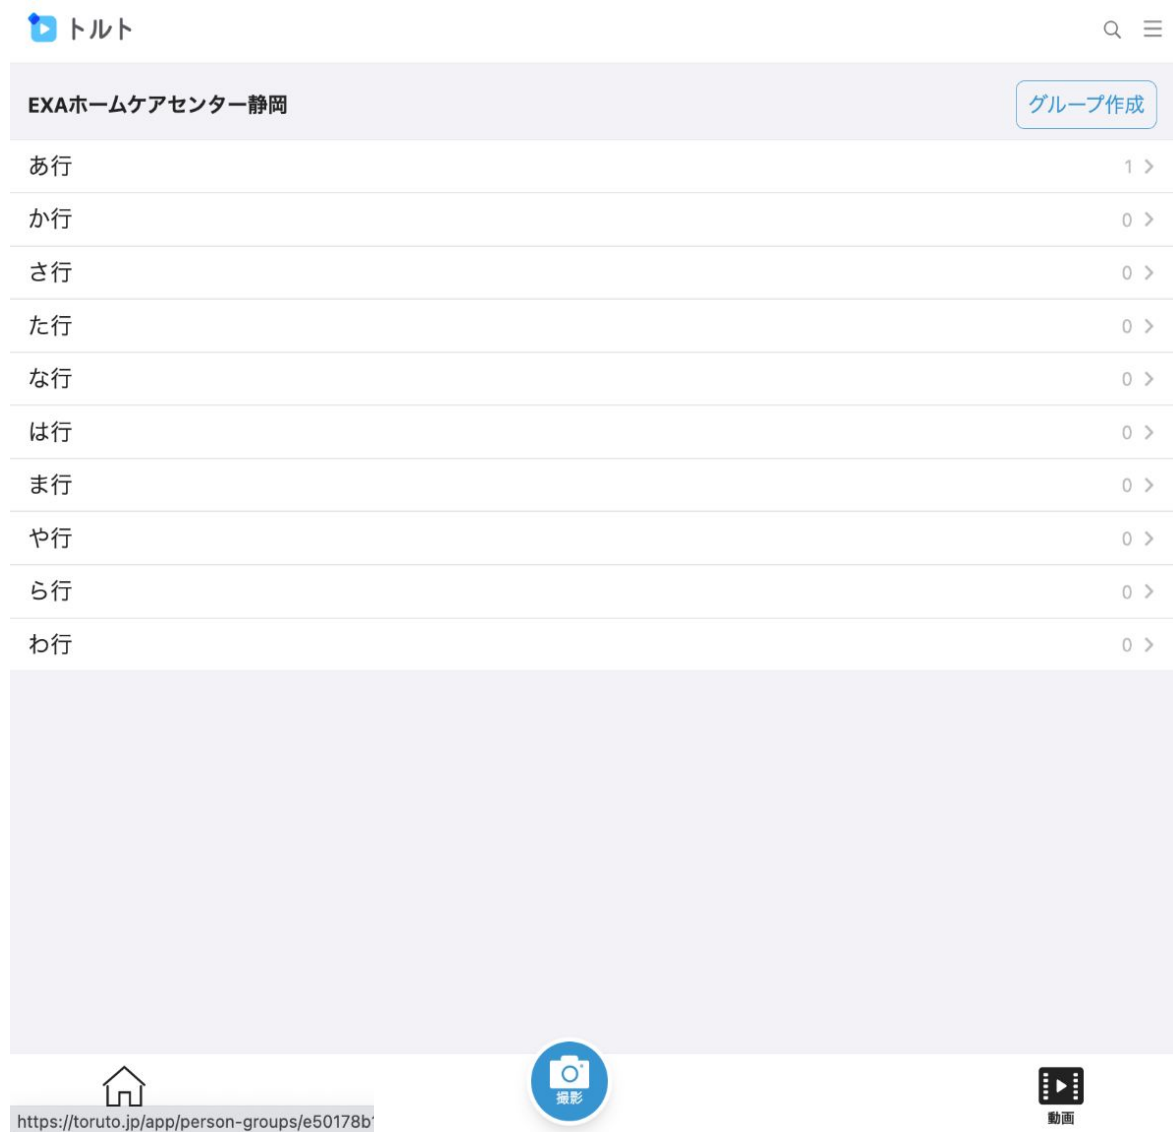 トルト
EXAホームケアセンター静岡
グループ作成
あ行 1
か行 0
さ行 0
た行 0
な行 0
は行 0
ま行 0
や行 0
ら行 0
わ行 0
撮影
動画
https://toruto.jp/app/person-groups/e50178b